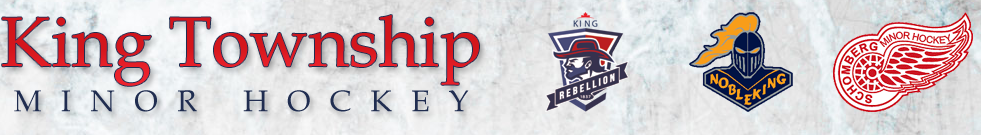 King Township
MINOR HOCKEY
KING
REBELLION
NOBLEKING
SCHOMBERG
MINOR HOCKEY